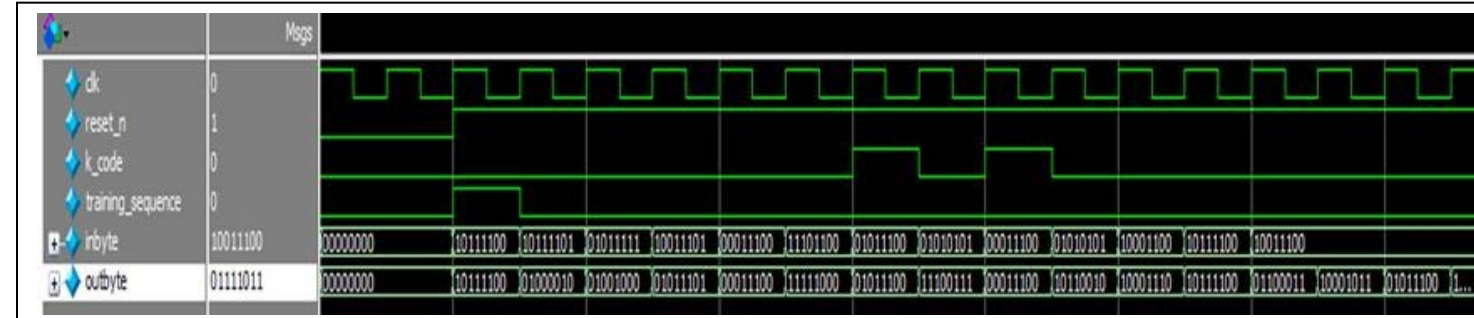 Msgs
clk 0
reset_n 1
k_code 0
training_sequence 0
inbyte 10011100 00000000 10111100 10111101 01011111 10011101 00011100 11101100 01011100 01010101 00011100 01010101 10001100 10111100 10011100
outbyte 01111011 00000000 10111100 01000010 01001000 01011101 00011100 11111000 01011100 11100111 00011100 10110010 10001110 10111100 01100011 10001011 01011100 1...